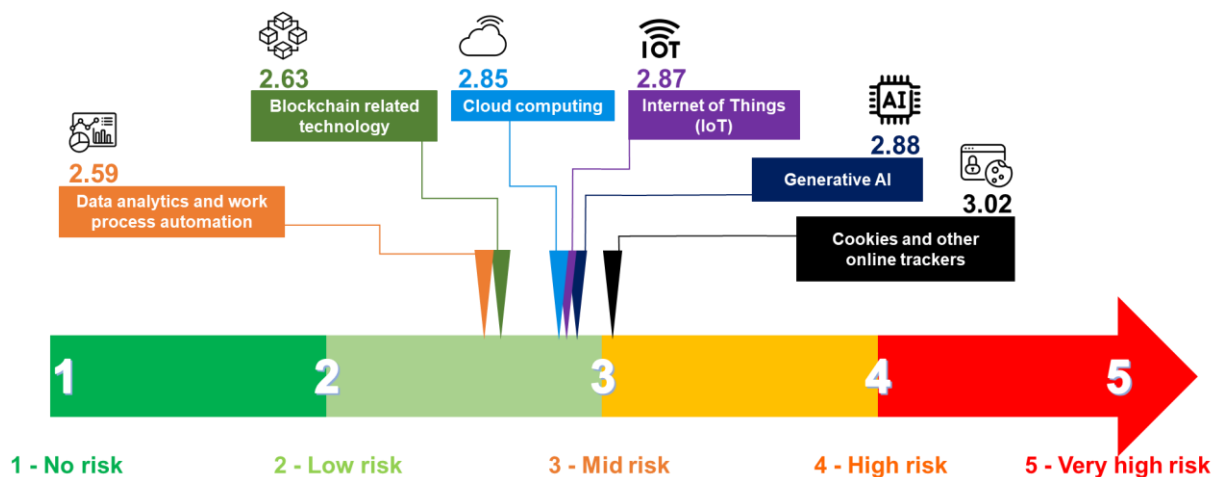 2.59
Data analytics and work
process automation
2.63
Blockchain related
technology
2.85
Cloud computing
IOT
2.87
Internet of Things
(IoT)
AI
2.88
Generative AI
3.02
Cookies and other
online trackers
1 2 3 4 5
1 - No risk
2 - Low risk
3 - Mid risk
4 - High risk
5 - Very high risk